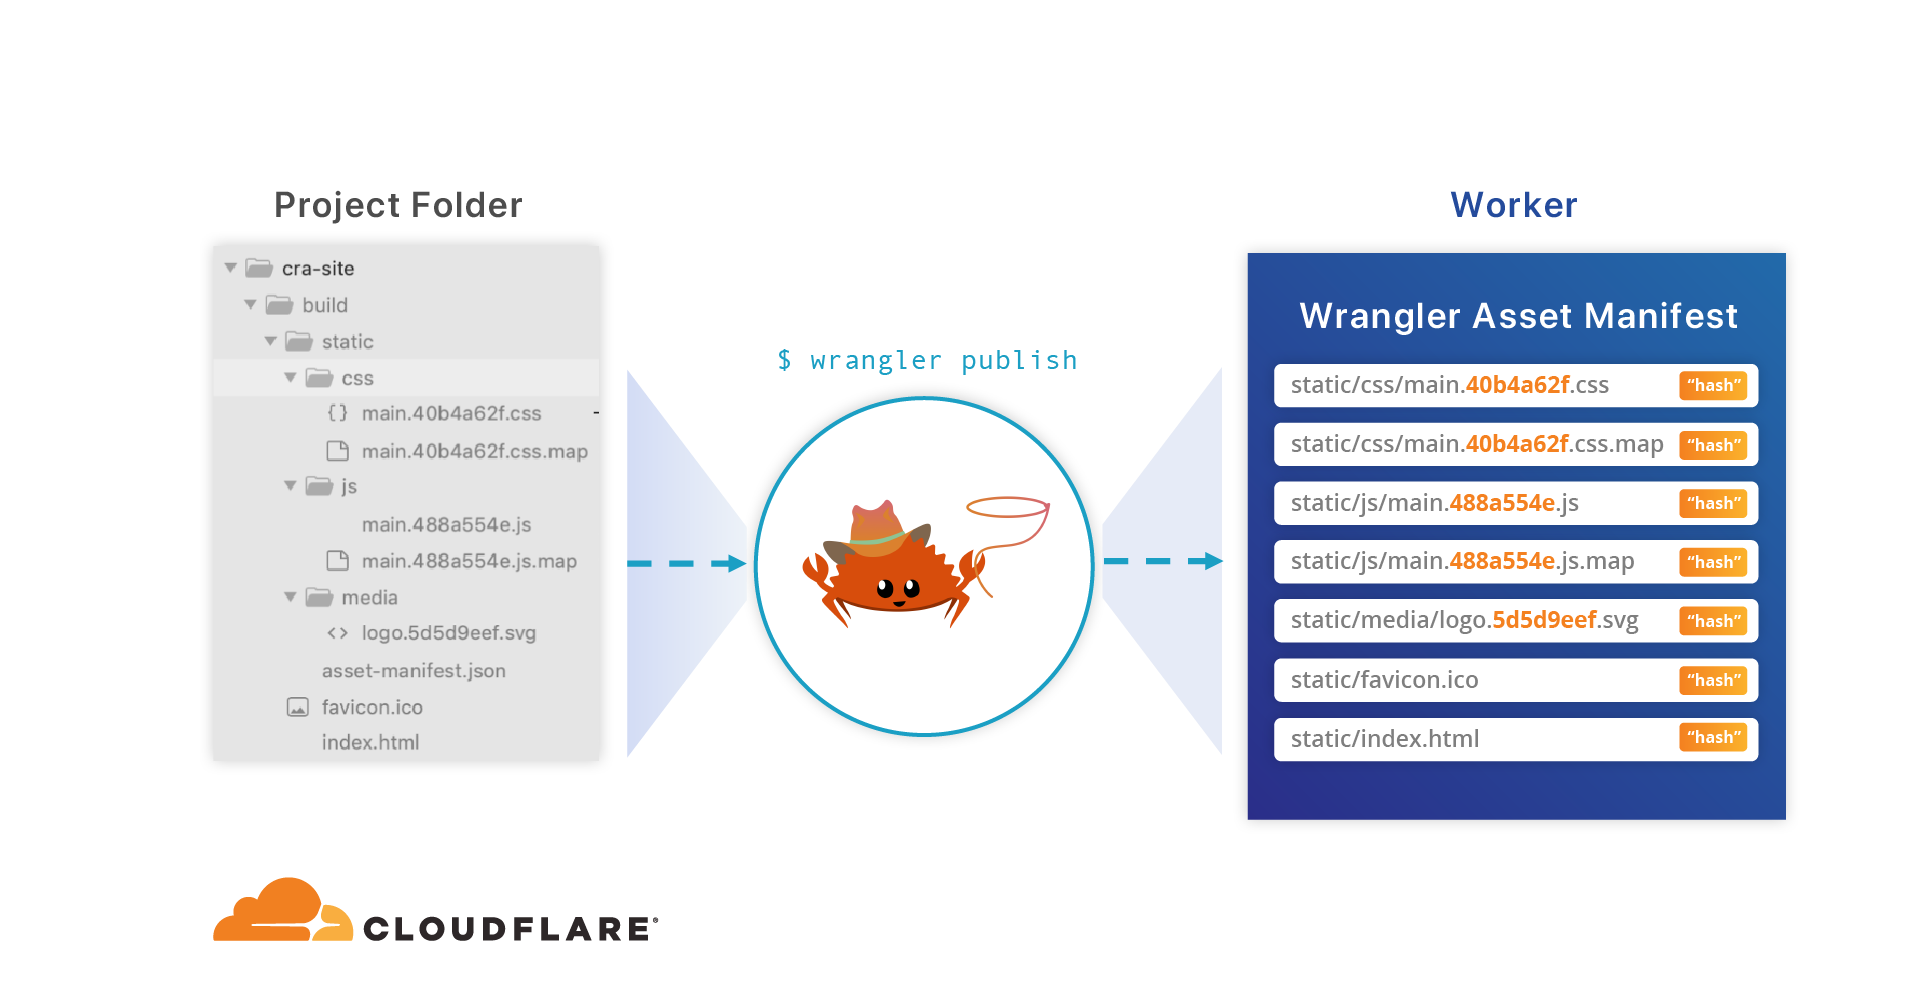 Project Folder
cra-site
build
static
css
main.40b4a62f.css
main.40b4a62f.css.map
js
main.488a554e.js
main.488a554e.js.map
media
logo.5d5d9eef.svg
asset-manifest.json
favicon.ico
index.html
$ wrangler publish
Worker
Wrangler Asset Manifest
static/css/main.40b4a62f.css “hash”
static/css/main.40b4a62f.css.map “hash”
static/js/main.488a554e.js “hash”
static/js/main.488a554e.js.map “hash”
static/media/logo.5d5d9eef.svg “hash”
static/favicon.ico “hash”
static/index.html “hash”
CLOUDFLARE®